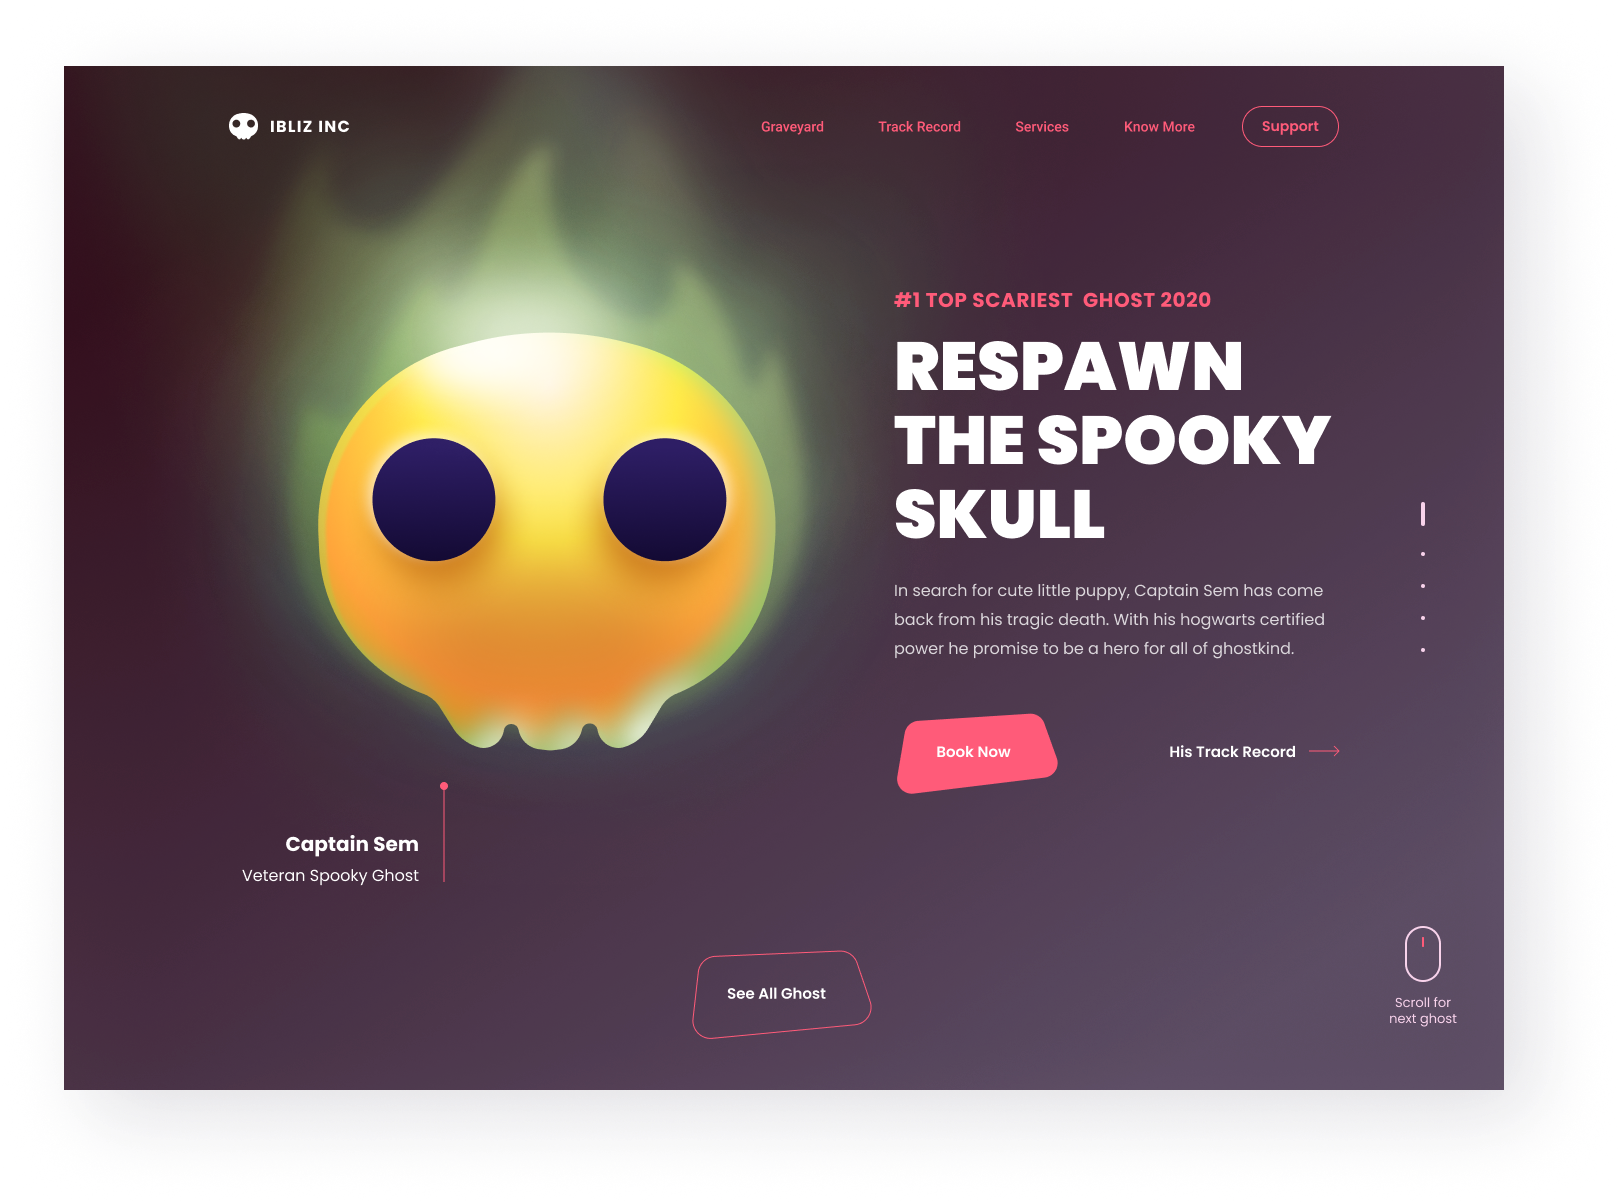 IBLIZ INC
Graveyard
Track Record
Services
Know More
Support
#1 TOP SCARIEST GHOST 2020
RESPAWN
THE SPOOKY
SKULL
In search for cute little puppy, Captain Sem has come
back from his tragic death. With his hogwarts certified
power he promise to be a hero for all of ghostkind.
Book Now
His Track Record
Captain Sem
Veteran Spooky Ghost
See All Ghost
Scroll for
next ghost